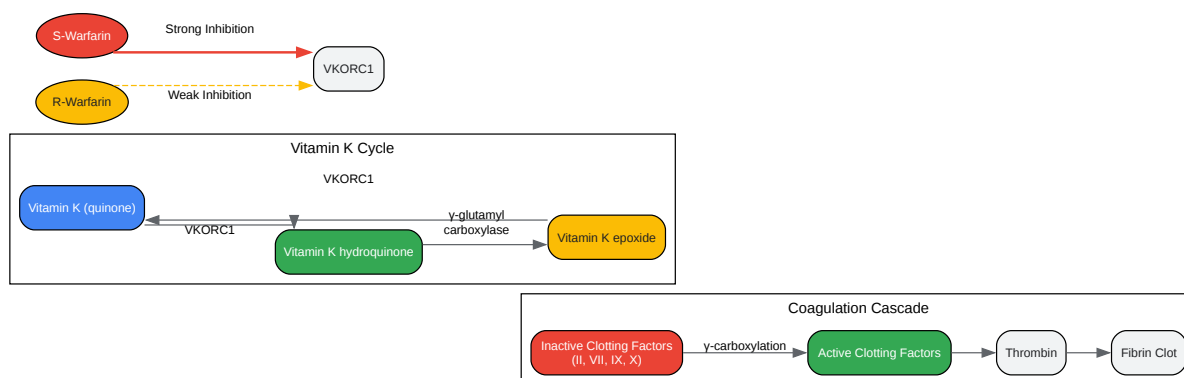 S-Warfarin
Strong Inhibition
VKORC1
R-Warfarin
Weak Inhibition
Vitamin K Cycle
VKORC1
Vitamin K (quinone)
VKORC1
γ-glutamyl
carboxylase
Vitamin K hydroquinone
Vitamin K epoxide
Coagulation Cascade
Inactive Clotting Factors
(II, VII, IX, X)
γ-carboxylation
Active Clotting Factors
Thrombin
Fibrin Clot